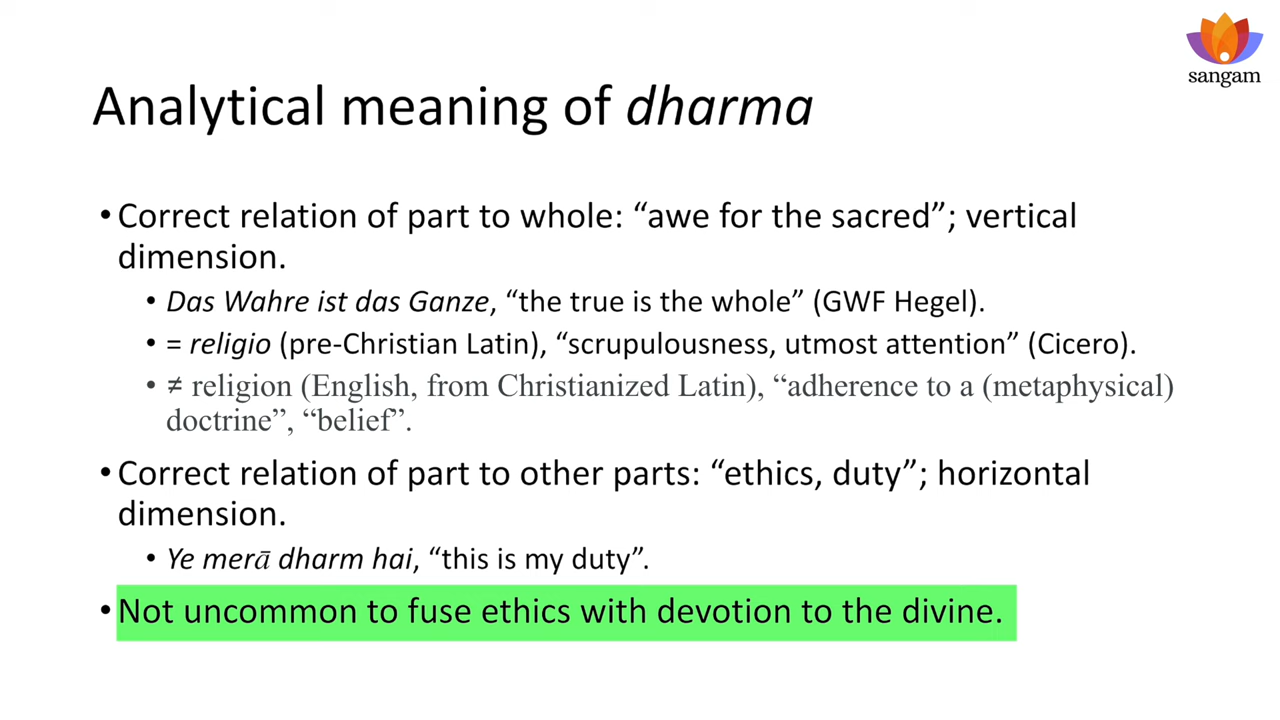 sangam
Analytical meaning of dharma
• Correct relation of part to whole: “awe for the sacred”; vertical
dimension.
• Das Wahre ist das Ganze, “the true is the whole” (GWF Hegel).
• = religio (pre-Christian Latin), “scrupulousness, utmost attention” (Cicero).
• ≠ religion (English, from Christianized Latin), “adherence to a (metaphysical)
doctrine”, “belief”.
• Correct relation of part to other parts: “ethics, duty”; horizontal
dimension.
• Ye merā dharm hai, “this is my duty”.
• Not uncommon to fuse ethics with devotion to the divine.